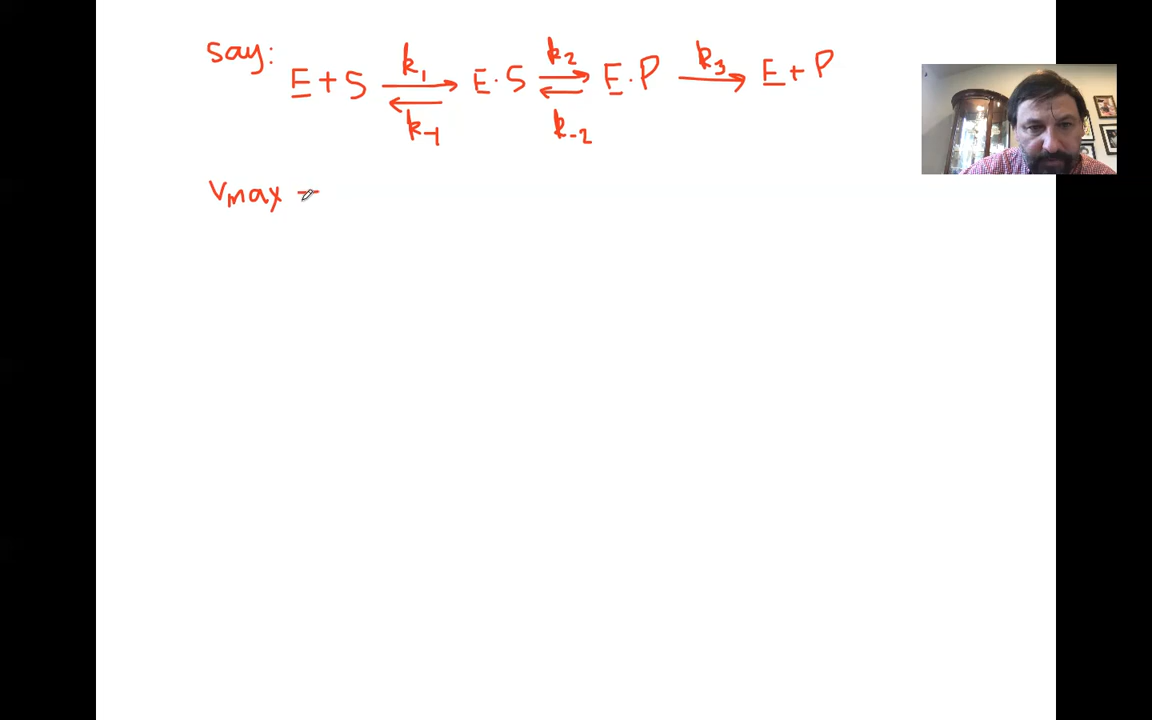 Say: E + S k1 k-1 E · S k2 k-2 E · P k3 E + P
Vmax =